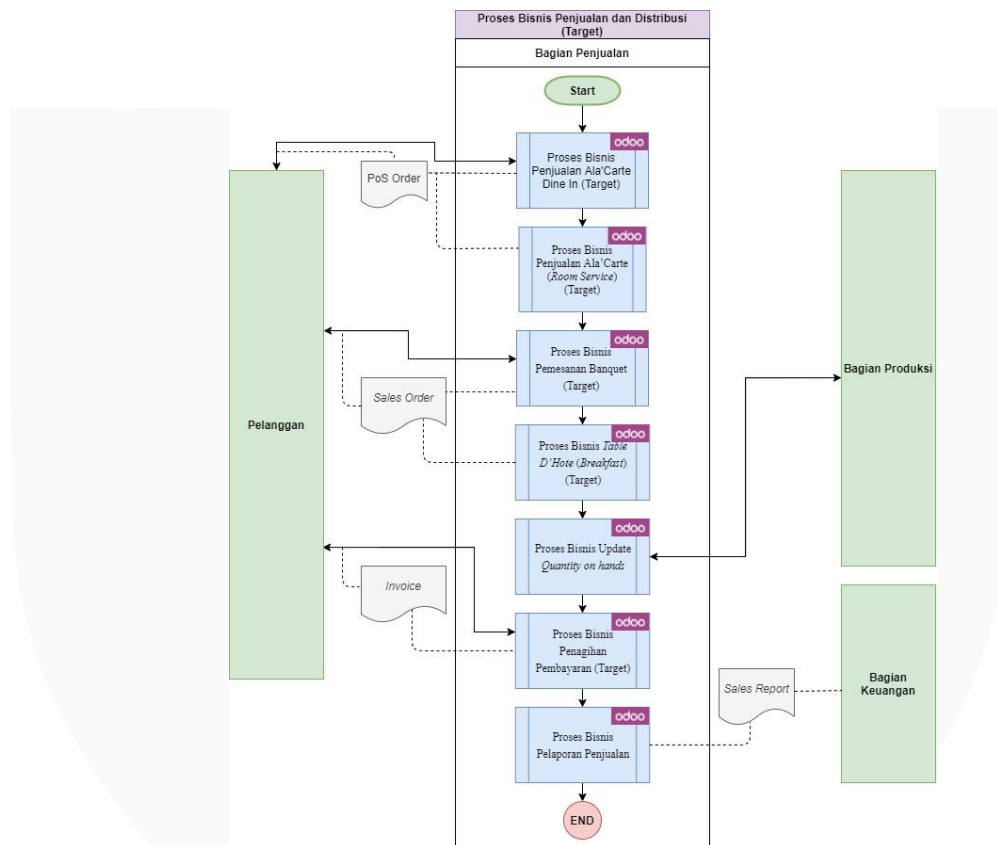 Proses Bisnis Penjualan dan Distribusi
(Target)
Bagian Penjualan
Start
odoo
Proses Bisnis
Penjualan Ala'Carte
Dine In (Target)
PoS Order
odoo
Proses Bisnis
Penjualan Ala'Carte
(Room Service)
(Target)
odoo
Proses Bisnis
Pemesanan Banquet
(Target)
Bagian Produksi
Sales Order
Pelanggan
odoo
Proses Bisnis Table
D'Hote (Breakfast)
(Target)
odoo
Proses Bisnis Update
Quantity on hands
Invoice
odoo
Proses Bisnis
Penagihan
Pembayaran (Target)
Sales Report
Bagian
Keuangan
odoo
Proses Bisnis
Pelaporan Penjualan
END